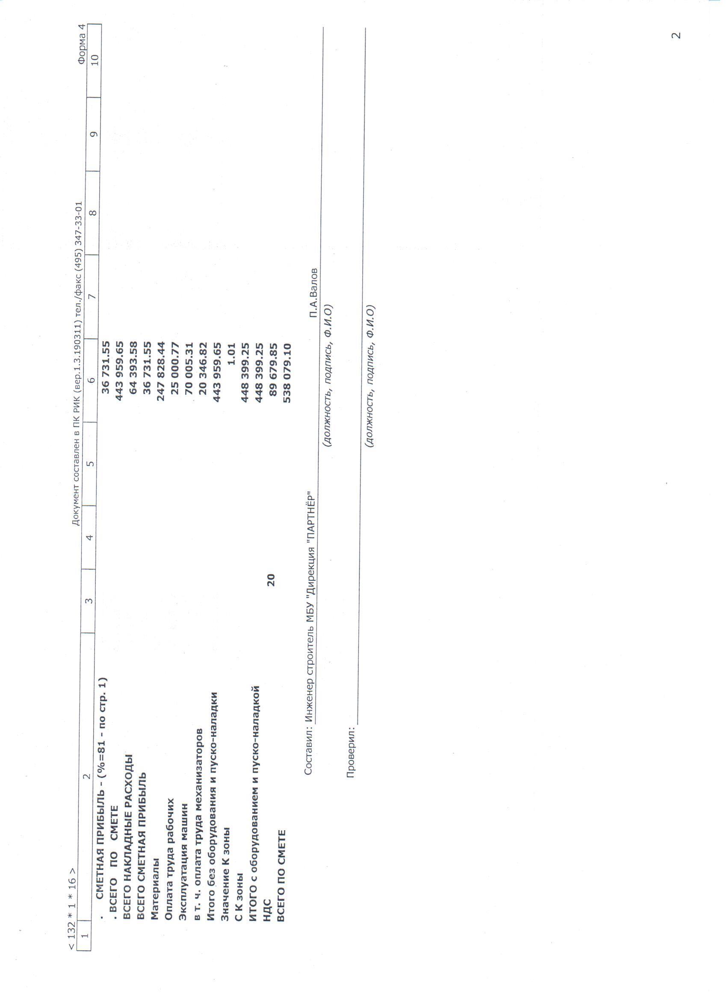 < 132 * 1 * 16 > Документ составлен в ПК РИК (вер.1.3.190311) тел./факс (495) 347-33-01 Форма 4
1 2 3 4 5 6 7 8 9 10
. СМЕТНАЯ ПРИБЫЛЬ - (%=81 - по стр. 1) 36 731.55
. ВСЕГО ПО СМЕТЕ 443 959.65
ВСЕГО НАКЛАДНЫЕ РАСХОДЫ 64 393.58
ВСЕГО СМЕТНАЯ ПРИБЫЛЬ 36 731.55
Материалы 247 828.44
Оплата труда рабочих 25 000.77
Эксплуатация машин 70 005.31
в т. ч. оплата труда механизаторов 20 346.82
Итого без оборудования и пуско-наладки 443 959.65
Значение К зоны 1.01
С К зоны 448 399.25
ИТОГО с оборудованием и пуско-наладкой 448 399.25
НДС 20 89 679.85
ВСЕГО ПО СМЕТЕ 538 079.10
Составил: Инженер строитель МБУ "Дирекция "ПАРТНЁР" П.А.Валов
(должность, подпись, Ф.И.О)
Проверил:
(должность, подпись, Ф.И.О)
2